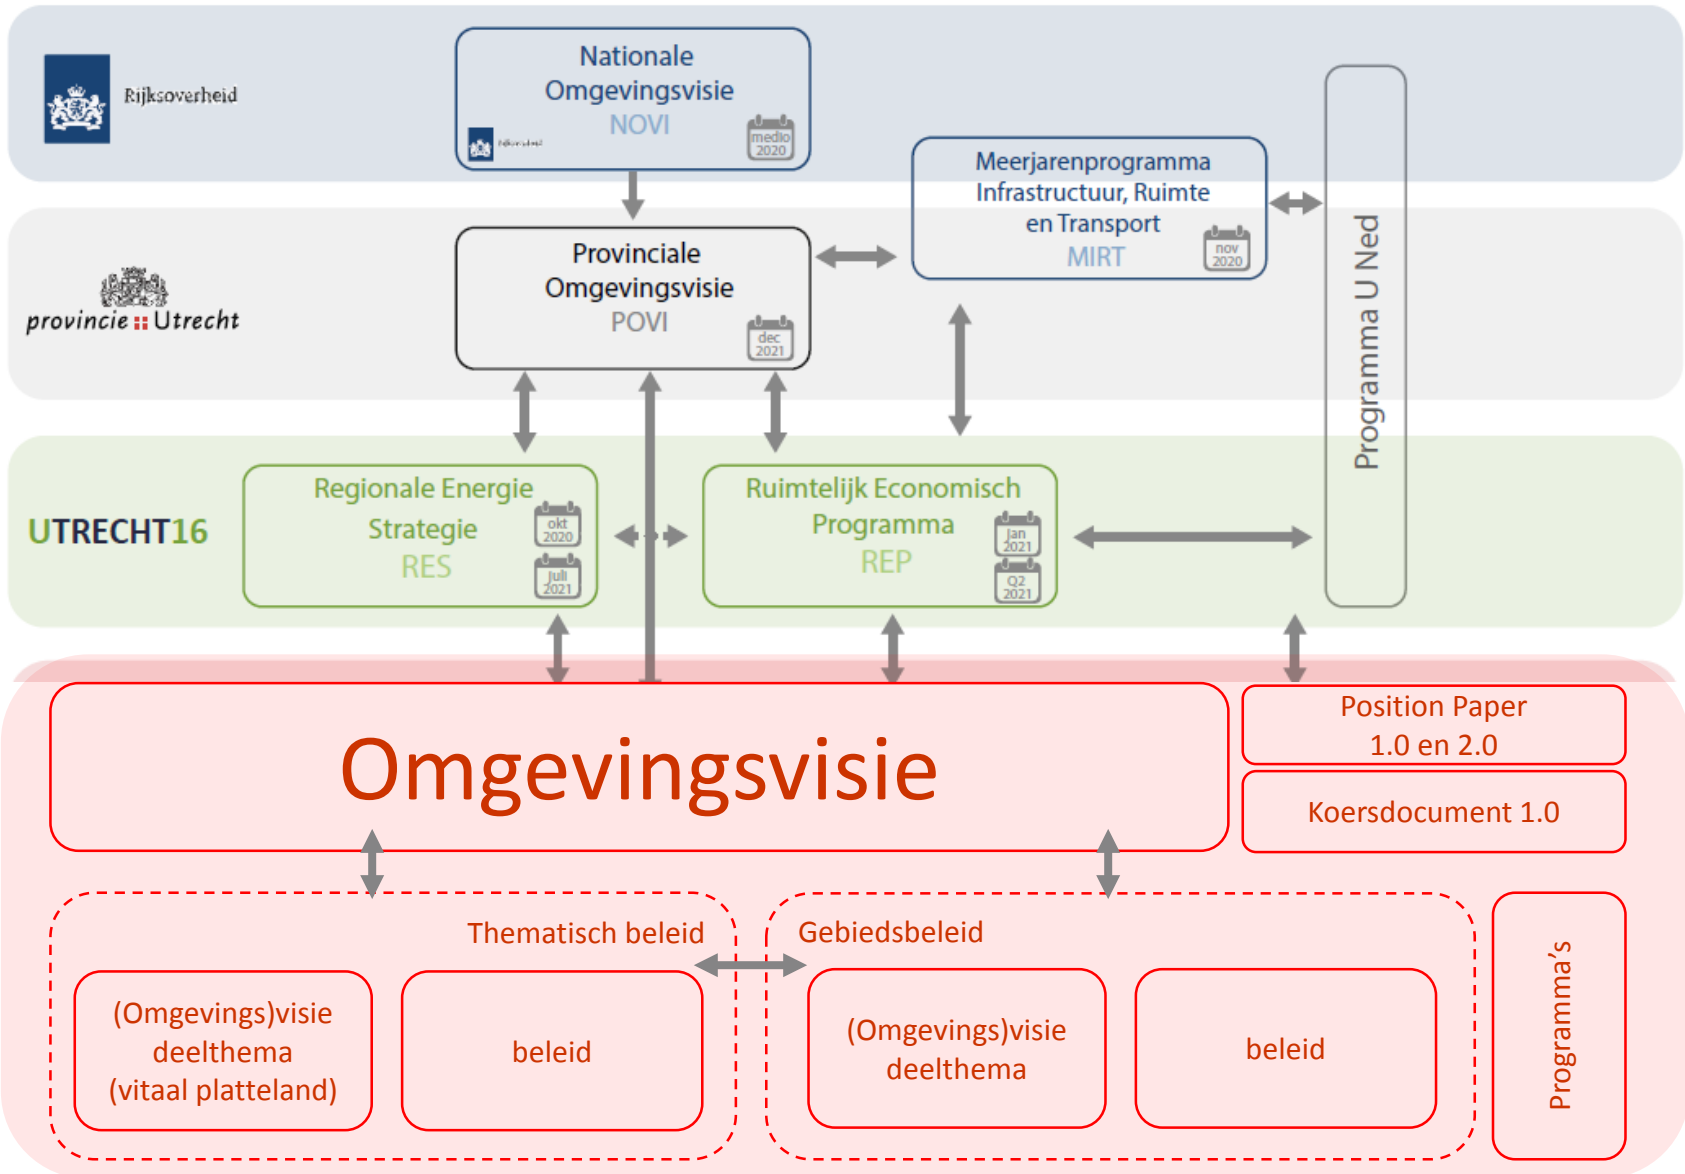 Rijksoverheid
Nationale
Omgevingsvisie
NOVI
medio
2020
Meerjarenprogramma
Infrastructuur, Ruimte
en Transport
MIRT
nov
2020
Programma U Ned
provincie Utrecht
Provinciale
Omgevingsvisie
POVI
dec
2021
UTRECHT16
Regionale Energie
Strategie
RES
okt
2020
Juli
2021
Ruimtelijk Economisch
Programma
REP
Jan
2021
Q2
2021
Omgevingsvisie
Position Paper
1.0 en 2.0
Koersdocument 1.0
Thematisch beleid
(Omgevings)visie
deelthema
(vitaal platteland)
beleid
Gebiedsbeleid
(Omgevings)visie
deelthema
beleid
Programma’s